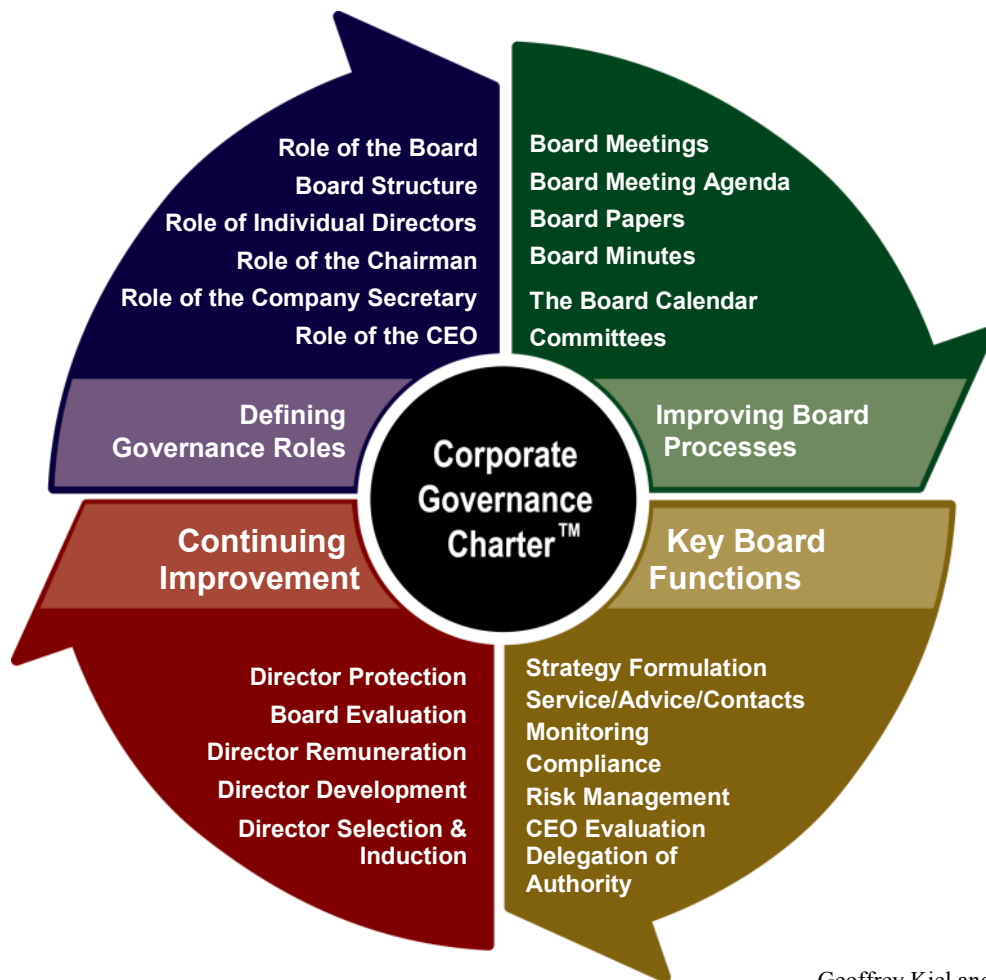 Role of the Board
Board Structure
Role of Individual Directors
Role of the Chairman
Role of the Company Secretary
Role of the CEO
Defining
Governance Roles
Board Meetings
Board Meeting Agenda
Board Papers
Board Minutes
The Board Calendar
Committees
Improving Board
Processes
Corporate
Governance
Charter™
Continuing
Improvement
Director Protection
Board Evaluation
Director Remuneration
Director Development
Director Selection &
Induction
Key Board
Functions
Strategy Formulation
Service/Advice/Contacts
Monitoring
Compliance
Risk Management
CEO Evaluation
Delegation of
Authority
Geoffrey Kiel and